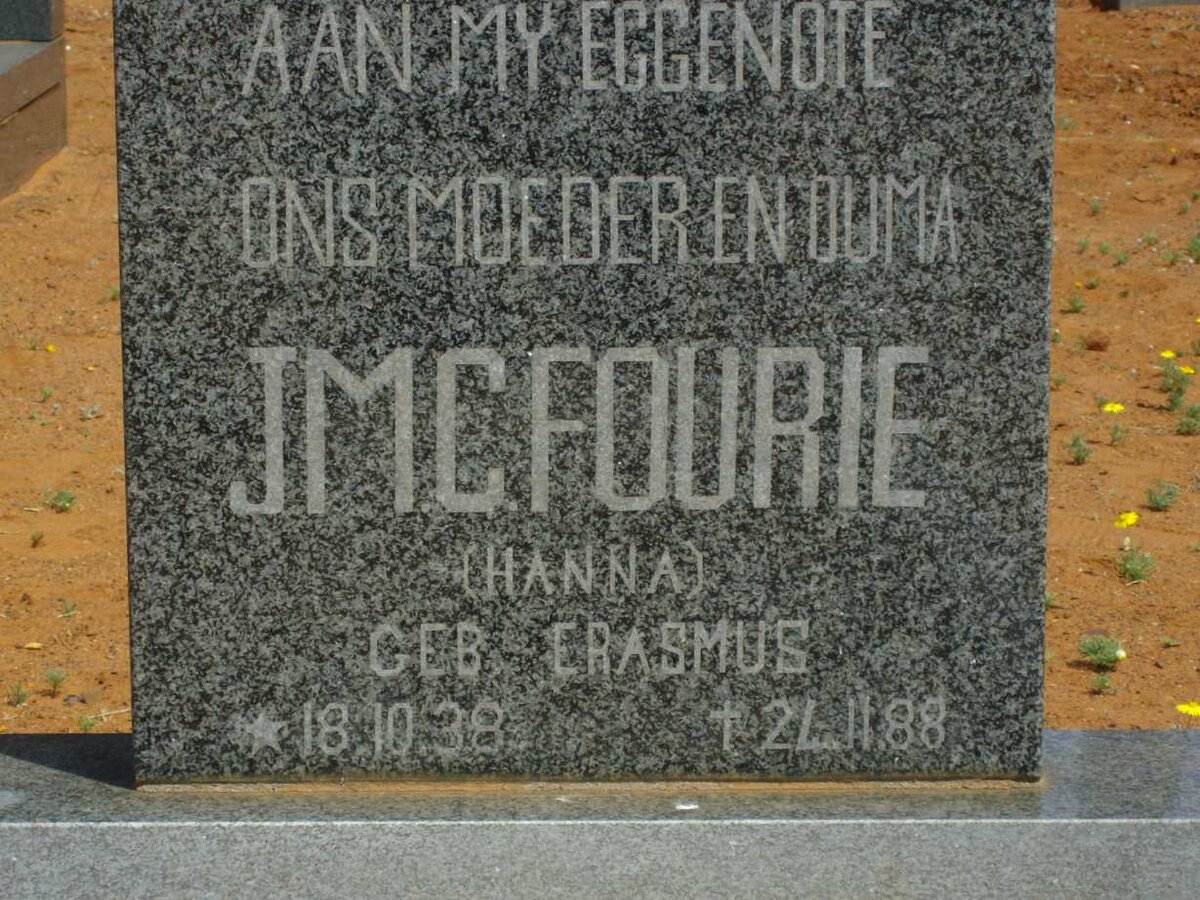 AAN MY EGGENOTE
ONS MOEDER EN OUMA
J.M.C. FOURIE
(HANNA)
GEB. ERASMUS
★ 18.10.38 † 24.11.88